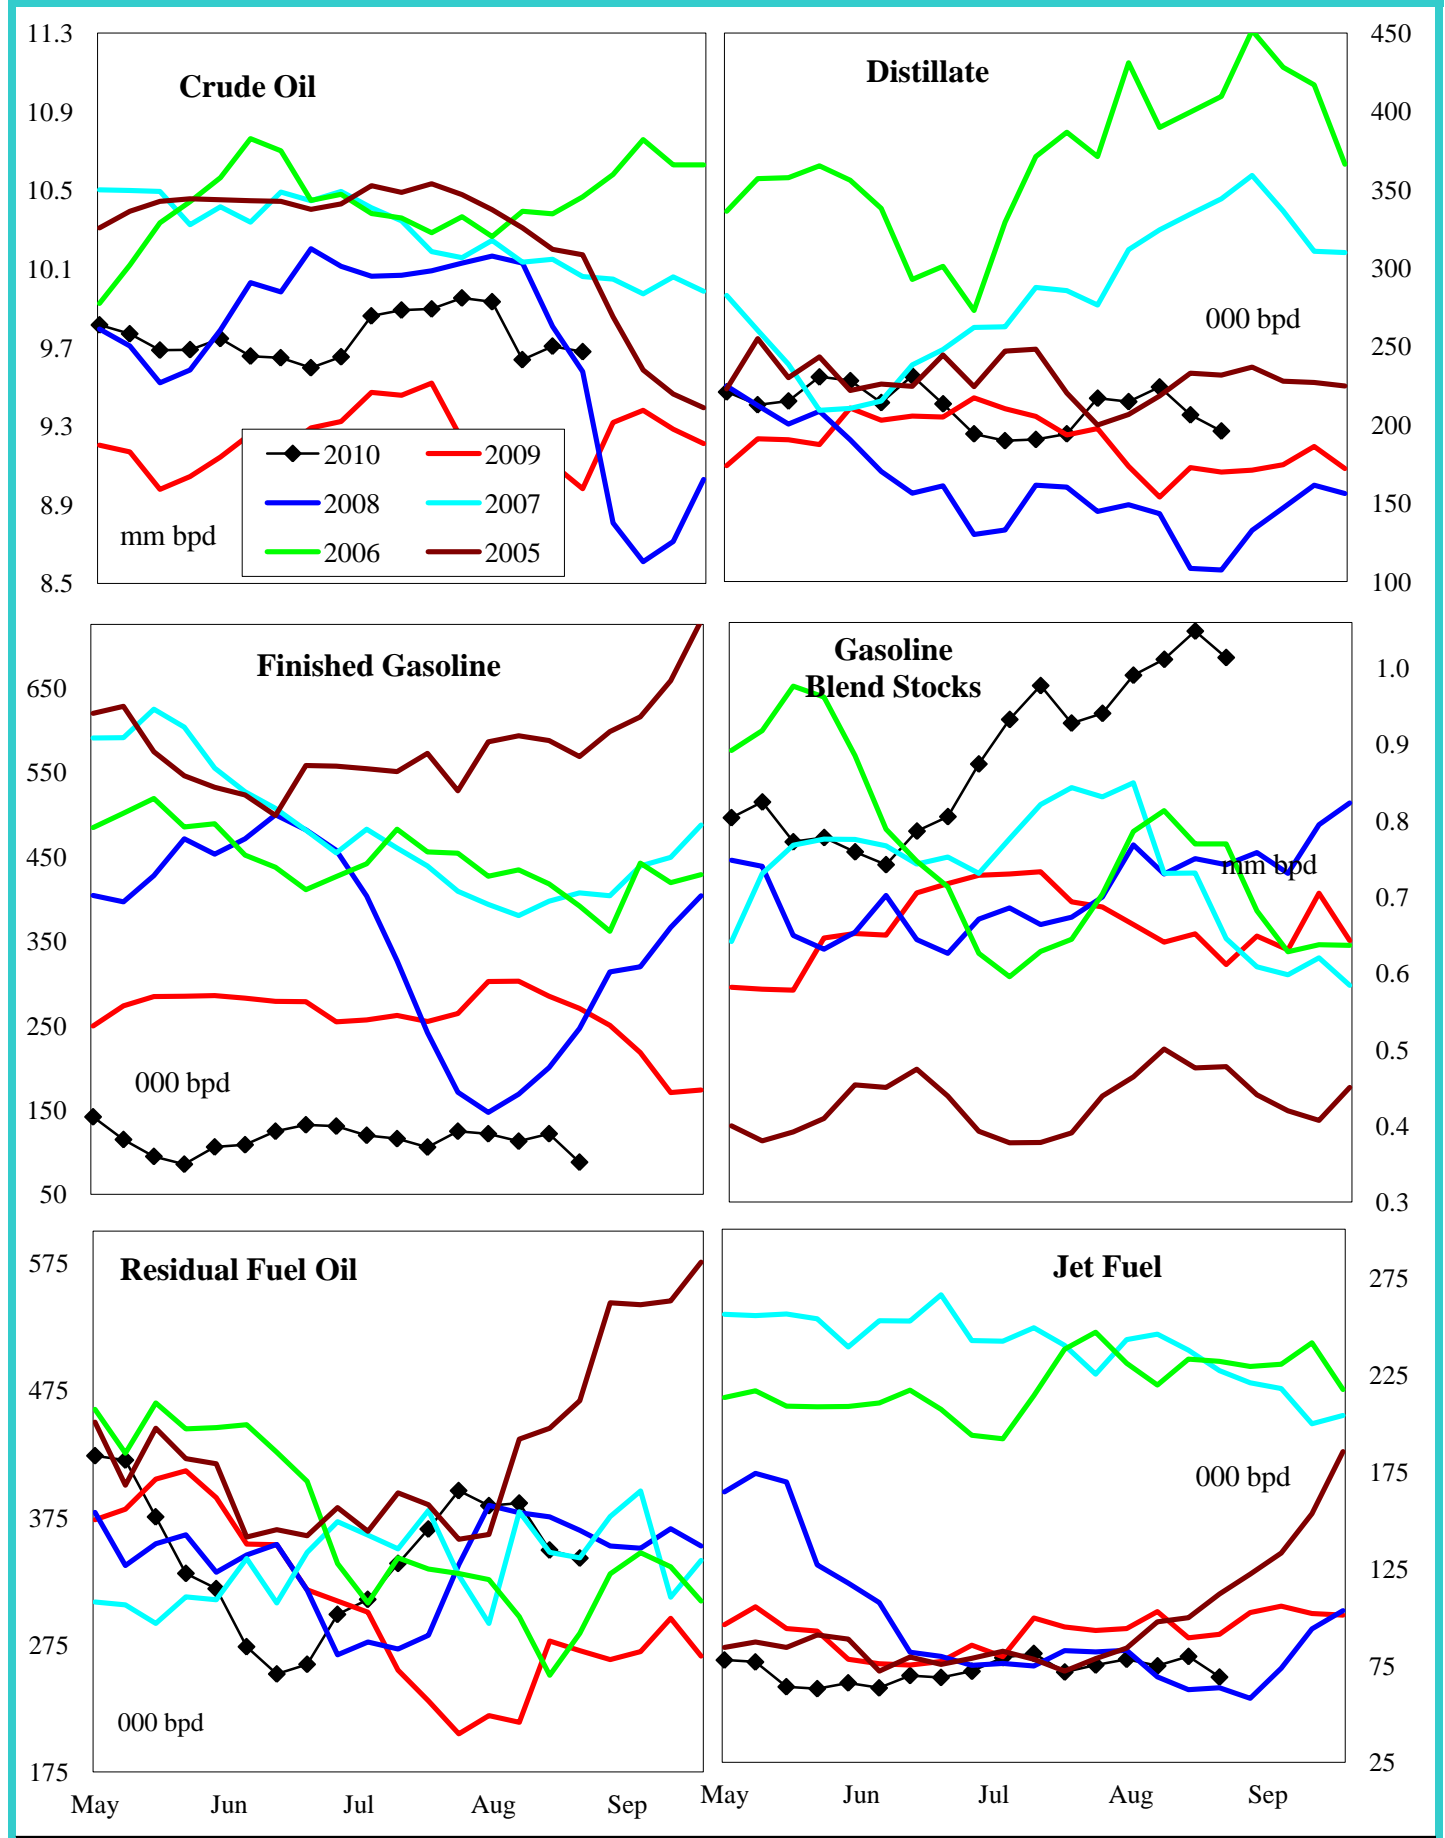 Crude Oil
11.3
10.9
10.5
10.1
9.7
9.3
8.9
8.5
mm bpd
2010
2009
2008
2007
2006
2005
Distillate
000 bpd
450
400
350
300
250
200
150
100
Finished Gasoline
650
550
450
350
250
150
50
000 bpd
Gasoline
Blend Stocks
mm bpd
1.0
0.9
0.8
0.7
0.6
0.5
0.4
0.3
Residual Fuel Oil
575
475
375
275
175
000 bpd
May
Jun
Jul
Aug
Sep
Jet Fuel
000 bpd
275
225
175
125
75
25
May
Jun
Jul
Aug
Sep